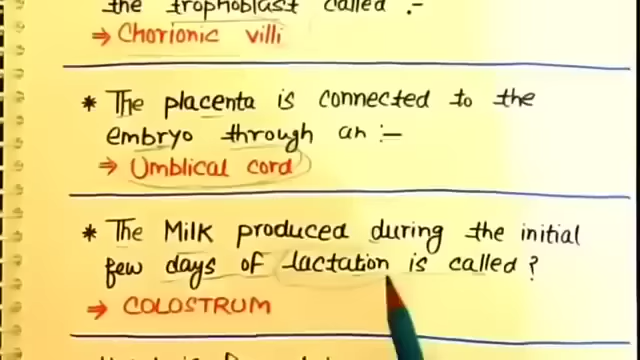 the trophoblast called :-
⇒ Chorionic villi
* The placenta is connected to the
embryo through an :-
⇒ Umblical cord
* The Milk produced during the initial
few days of lactation is called ?
⇒ COLOSTRUM